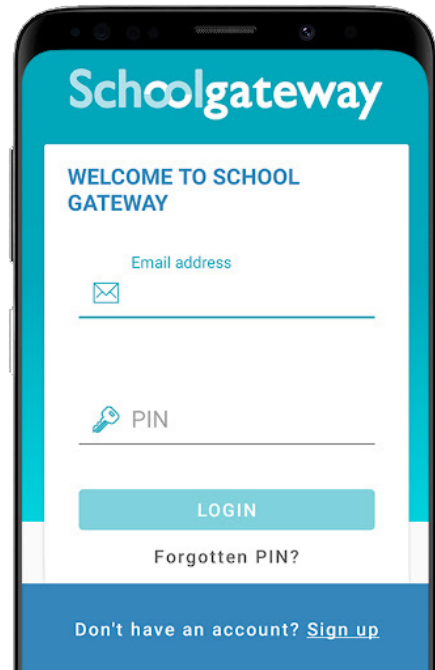 Schoolgateway
WELCOME TO SCHOOL
GATEWAY
Email address
PIN
LOGIN
Forgotten PIN?
Don't have an account? Sign up